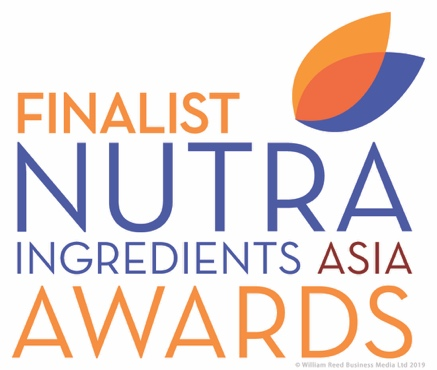 FINALIST
NUTRA
INGREDIENTS ASIA
AWARDS
© William Reed Business Media Ltd 2019